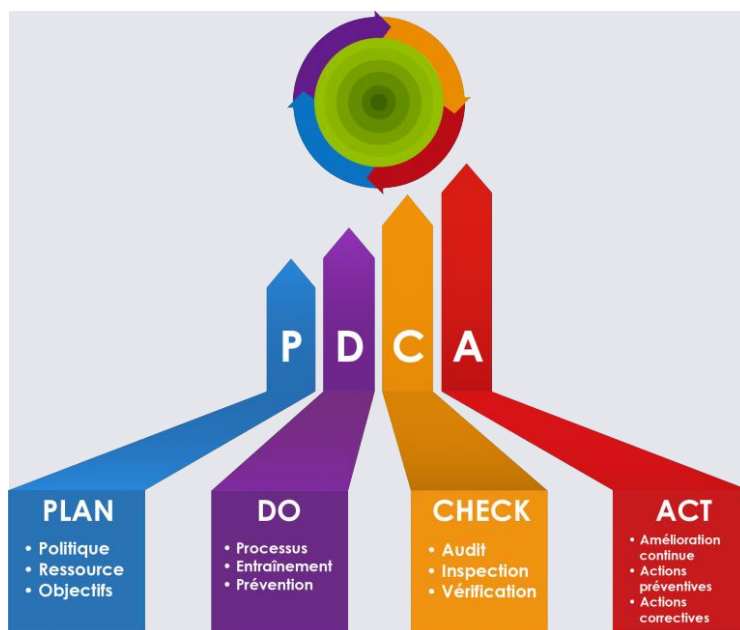 P D C A
PLAN
• Politique
• Ressource
• Objectifs
DO
• Processus
• Entraînement
• Prévention
CHECK
• Audit
• Inspection
• Vérification
ACT
• Amélioration
continue
• Actions
préventives
• Actions
correctives